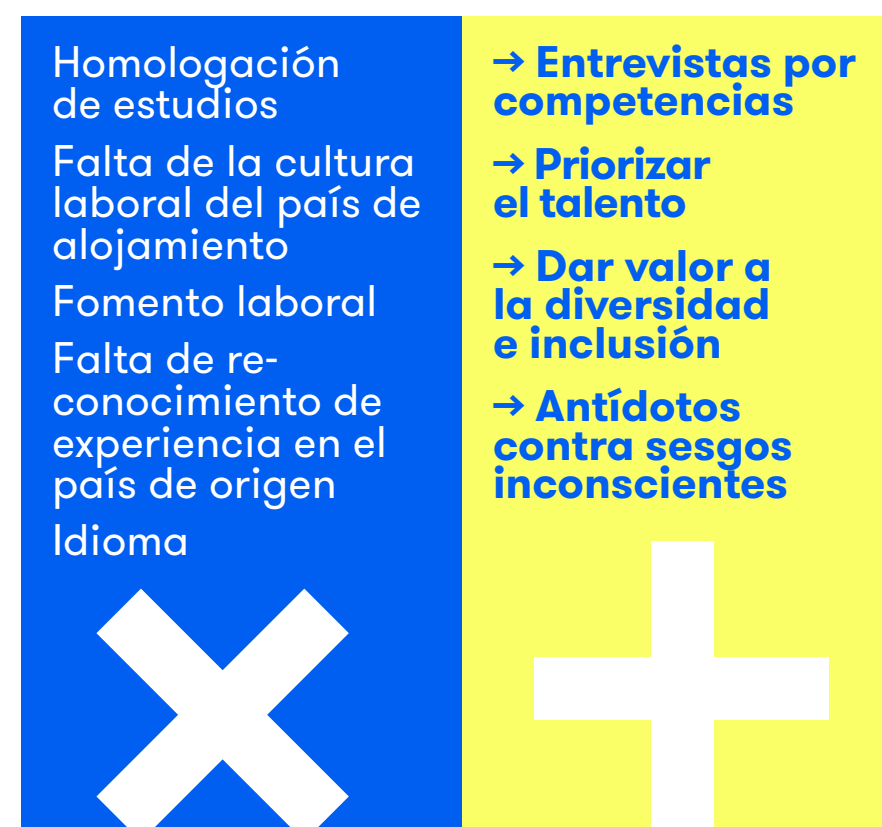 Homologación
de estudios
Falta de la cultura
laboral del país de
alojamiento
Fomento laboral
Falta de re-
conocimiento de
experiencia en el
país de origen
Idioma
→ Entrevistas por
competencias
→ Priorizar
el talento
→ Dar valor a
la diversidad
e inclusión
→ Antídotos
contra sesgos
inconscientes